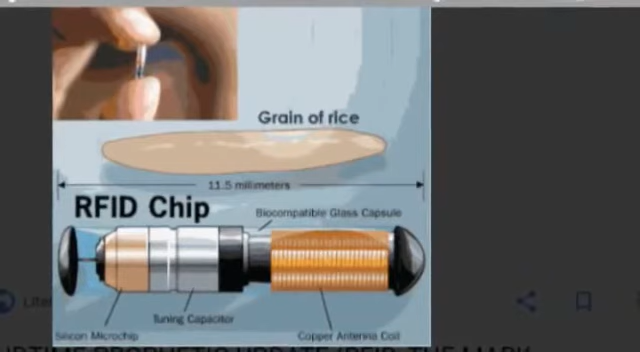 Grain of rice
11.5 millimeters
RFID Chip
Biocompatible Glass Capsule
Tuning Capacitor
Silicon Microchip
Copper Antenna Coil